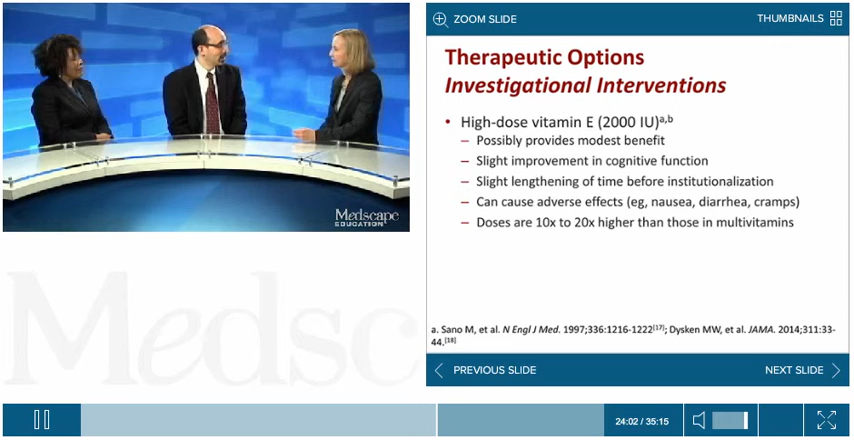 ZOOM SLIDE
THUMBNAILS
Therapeutic Options
Investigational Interventions
• High-dose vitamin E (2000 IU)a,b
– Possibly provides modest benefit
– Slight improvement in cognitive function
– Slight lengthening of time before institutionalization
– Can cause adverse effects (eg, nausea, diarrhea, cramps)
– Doses are 10x to 20x higher than those in multivitamins
a. Sano M, et al. N Engl J Med. 1997;336:1216-1222[17]; Dysken MW, et al. JAMA. 2014;311:33-
44.[18]
Medscape
EDUCATION
Medsc
PREVIOUS SLIDE
NEXT SLIDE
24:02 / 35:15